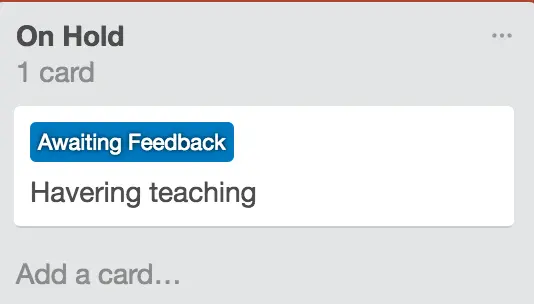 On Hold
1 card
Awaiting Feedback
Havering teaching
Add a card...